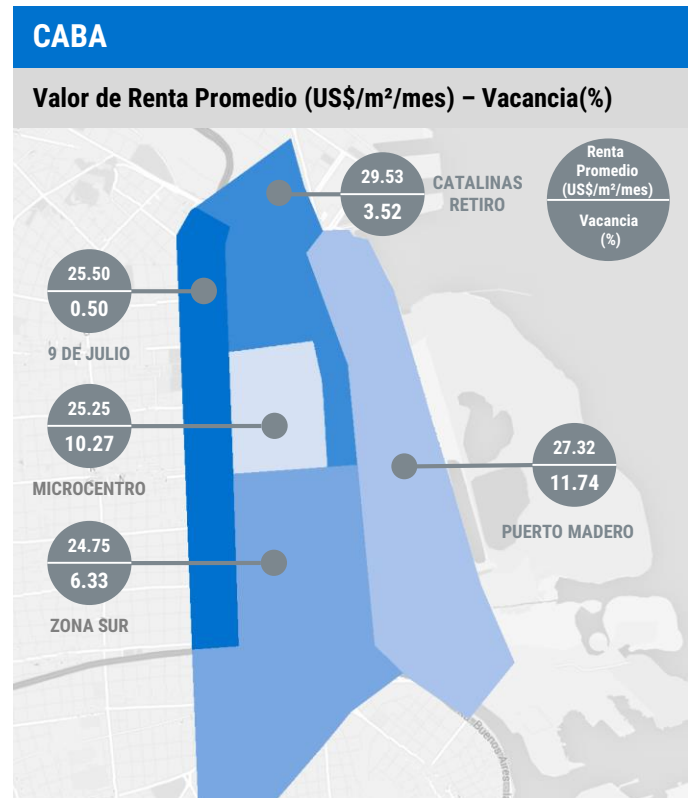 CABA
Valor de Renta Promedio (US$/m²/mes) – Vacancia(%)
29.53
3.52
CATALINAS
RETIRO
Renta
Promedio
(US$/m²/mes)
Vacancia
(%)
25.50
0.50
9 DE JULIO
25.25
10.27
MICROCENTRO
27.32
11.74
PUERTO MADERO
24.75
6.33
ZONA SUR
Buenos Aires